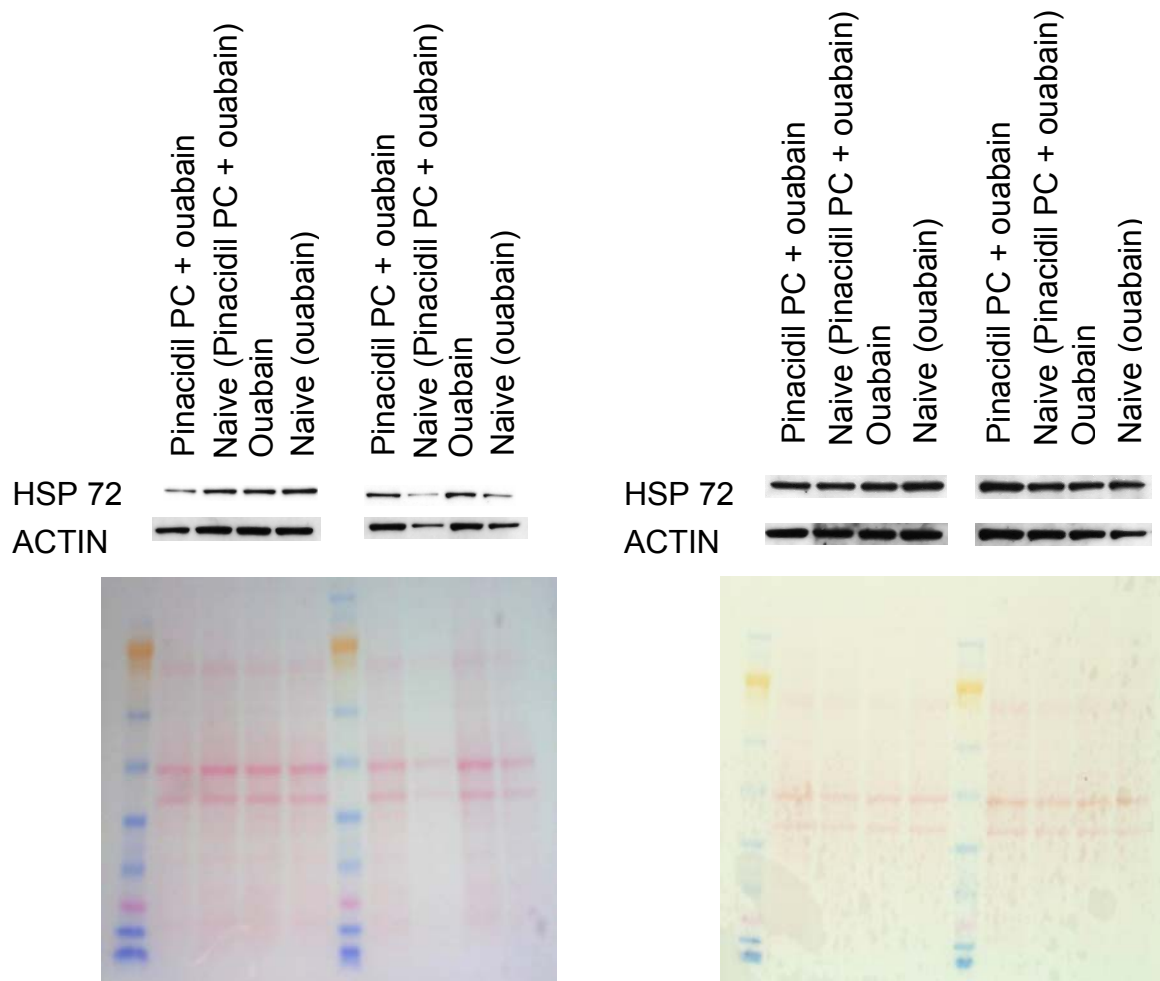 Pinacidil PC + ouabain
Naive (Pinacidil PC + ouabain)
Ouabain
Naive (ouabain)
Pinacidil PC + ouabain
Naive (Pinacidil PC + ouabain)
Ouabain
Naive (ouabain)
HSP 72
ACTIN
Pinacidil PC + ouabain
Naive (Pinacidil PC + ouabain)
Ouabain
Naive (ouabain)
Pinacidil PC + ouabain
Naive (Pinacidil PC + ouabain)
Ouabain
Naive (ouabain)
HSP 72
ACTIN